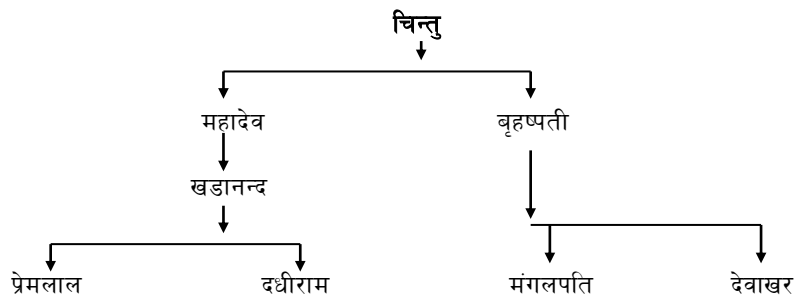 चिन्तु
महादेव बृहष्पती
खडानन्द
प्रेमलाल दधीराम मंगलपति देवाखर